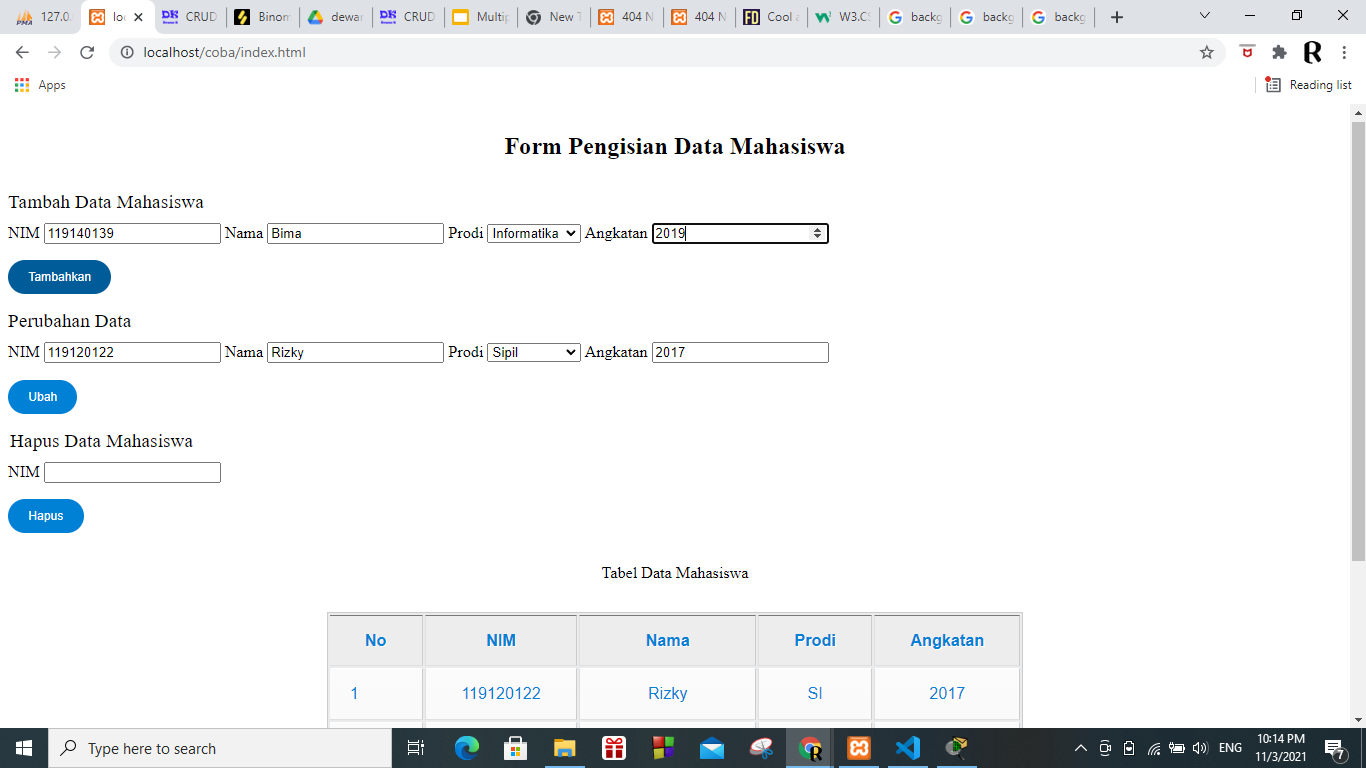 127.0. lo CRUD Binom dewan CRUD Multip New T 404 N 404 N Cool a W3.CS backg backg backg
localhost/coba/index.html
Apps Reading list
Form Pengisian Data Mahasiswa
Tambah Data Mahasiswa
NIM 119140139 Nama Bima Prodi Informatika Angkatan 2019
Tambahkan
Perubahan Data
NIM 119120122 Nama Rizky Prodi Sipil Angkatan 2017
Ubah
Hapus Data Mahasiswa
NIM
Hapus
Tabel Data Mahasiswa
No NIM Nama Prodi Angkatan
1 119120122 Rizky SI 2017
Type here to search ENG 10:14 PM
11/3/2021 7